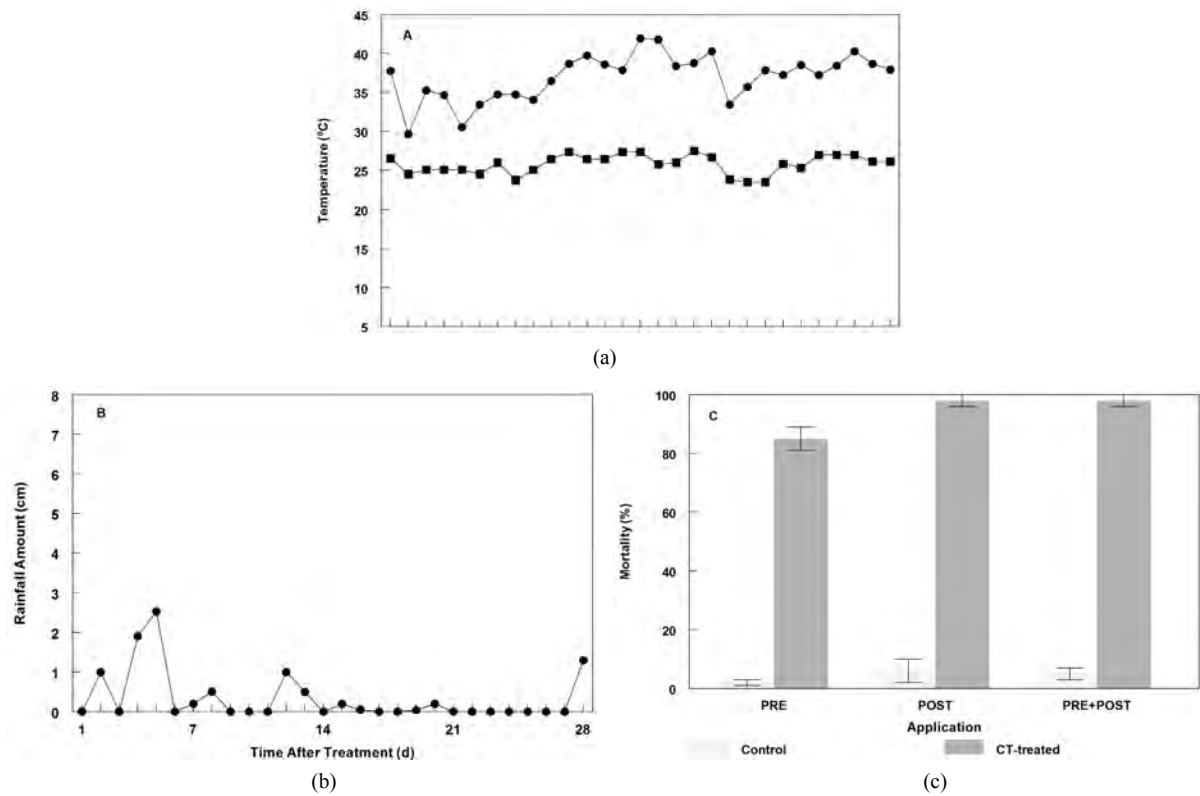 A
Temperature (°C)
45
40
35
30
25
20
15
10
5
(a)
B
Rainfall Amount (cm)
8
7
6
5
4
3
2
1
0
1 7 14 21 28
Time After Treatment (d)
(b)
C
Mortality (%)
100
80
60
40
20
0
PRE POST PRE+POST
Application
Control CT-treated
(c)